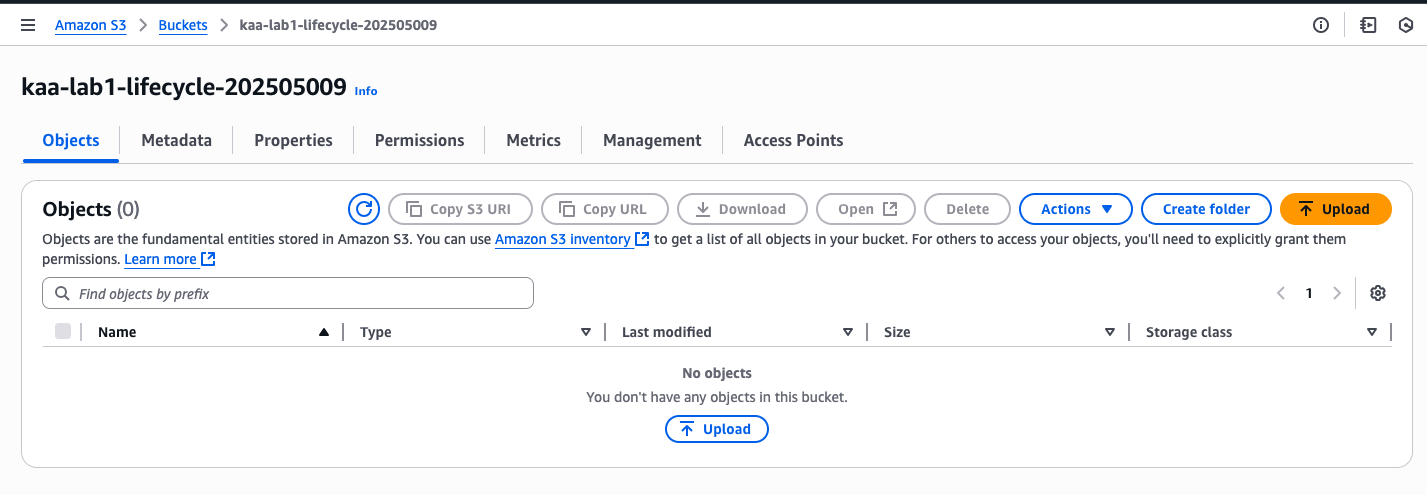 Amazon S3 > Buckets > kaa-lab1-lifecycle-202505009
kaa-lab1-lifecycle-202505009 Info
Objects Metadata Properties Permissions Metrics Management Access Points
Objects (0) Copy S3 URI Copy URL Download Open Delete Actions Create folder Upload
Objects are the fundamental entities stored in Amazon S3. You can use Amazon S3 inventory to get a list of all objects in your bucket. For others to access your objects, you'll need to explicitly grant them
permissions. Learn more
Find objects by prefix 1
Name Type Last modified Size Storage class
No objects
You don't have any objects in this bucket.
Upload